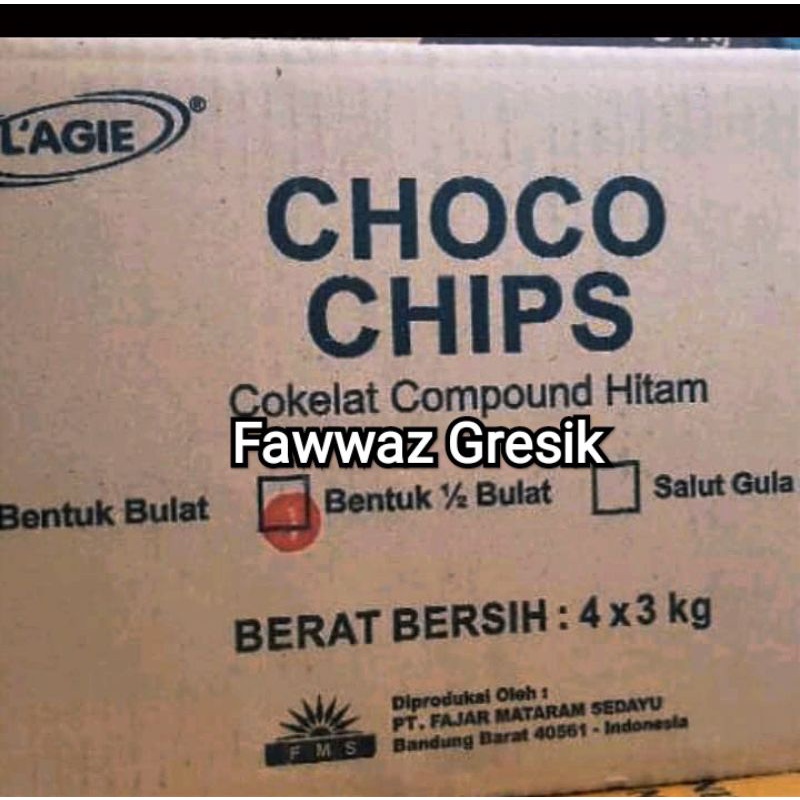 L'AGIE®
CHOCO
CHIPS
Cokelat Compound Hitam
Fawwaz Gresik
Bentuk Bulat Bentuk ½ Bulat Salut Gula
BERAT BERSIH : 4 x 3 kg
Diproduksi Oleh :
PT. FAJAR MATARAM SEDAYU
F M S
Bandung Barat 40561 - Indonesia